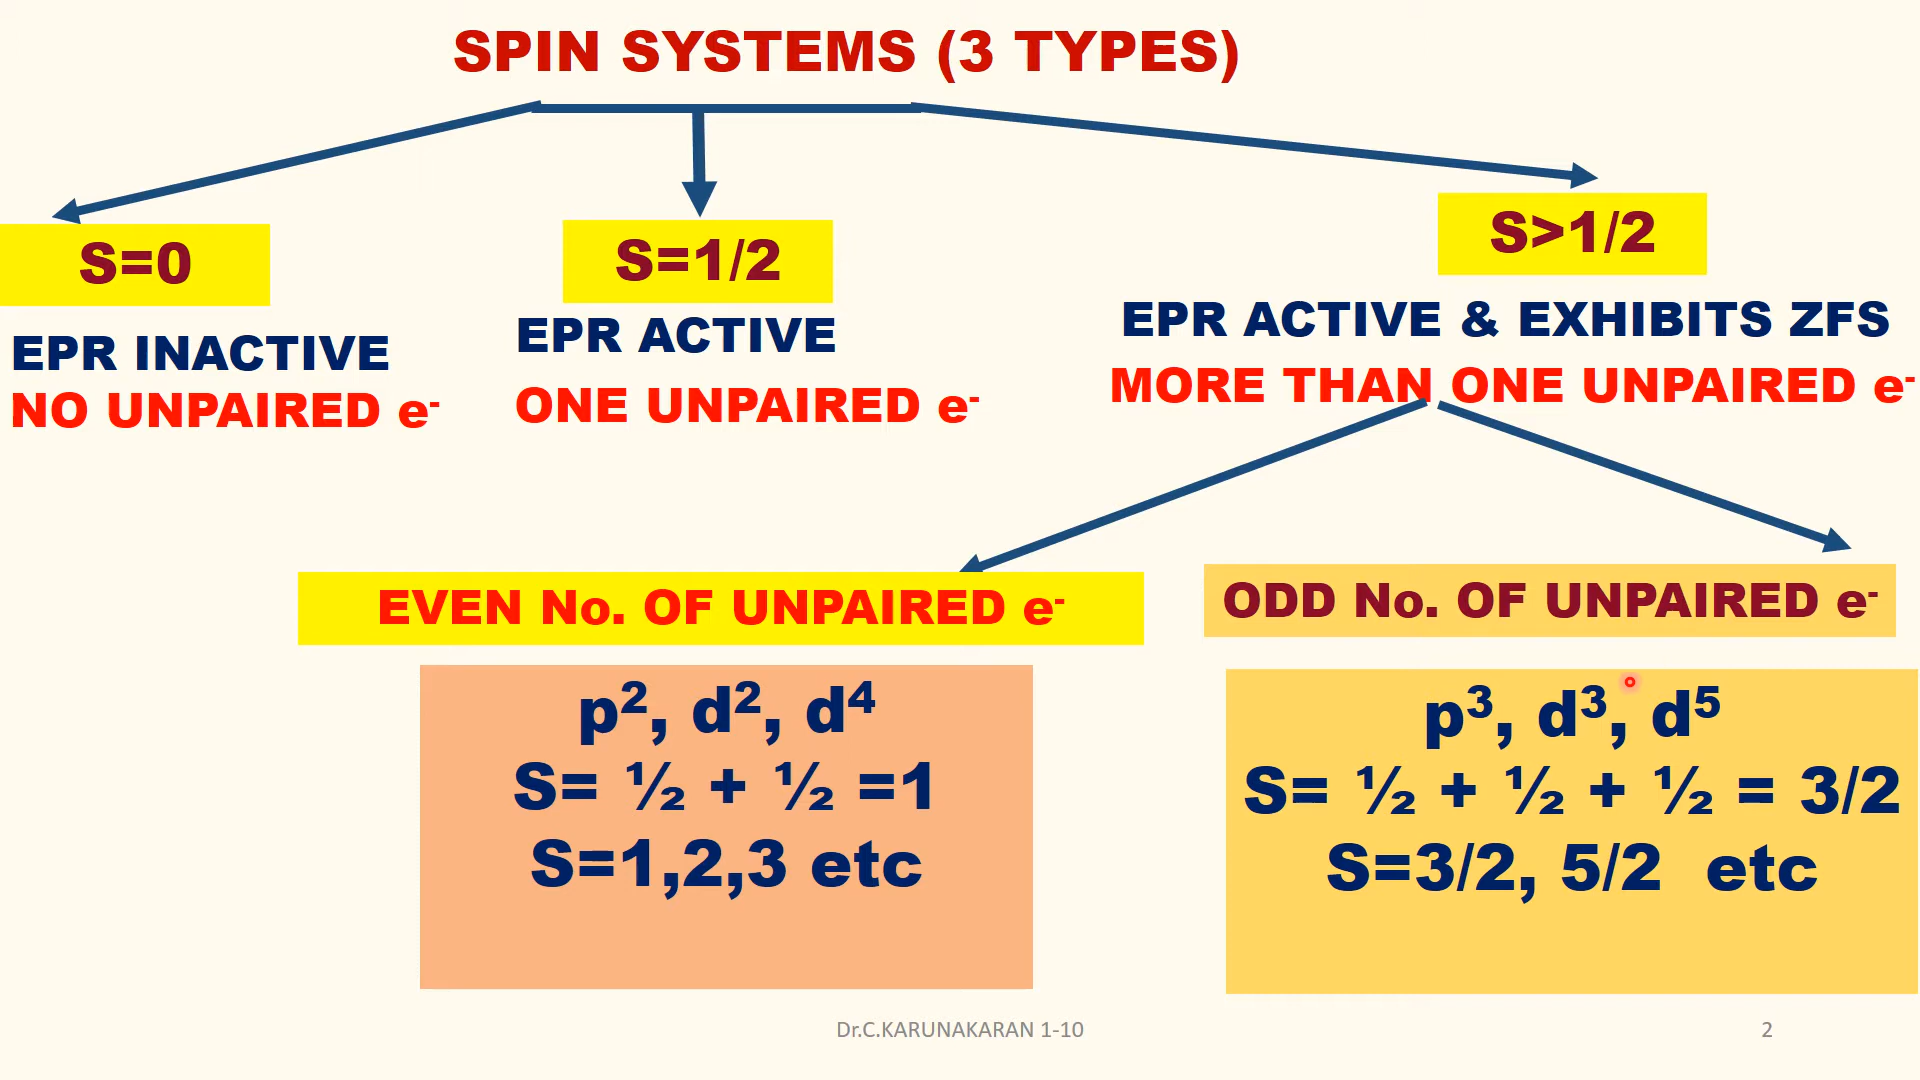 SPIN SYSTEMS (3 TYPES)
S=0
EPR INACTIVE
NO UNPAIRED e⁻
S=1/2
EPR ACTIVE
ONE UNPAIRED e⁻
S>1/2
EPR ACTIVE & EXHIBITS ZFS
MORE THAN ONE UNPAIRED e⁻
EVEN No. OF UNPAIRED e⁻
p², d², d⁴
S= ½ + ½ =1
S=1,2,3 etc
ODD No. OF UNPAIRED e⁻
p³, d³, d⁵
S= ½ + ½ + ½ = 3/2
S=3/2, 5/2 etc
Dr.C.KARUNAKARAN 1-10
2